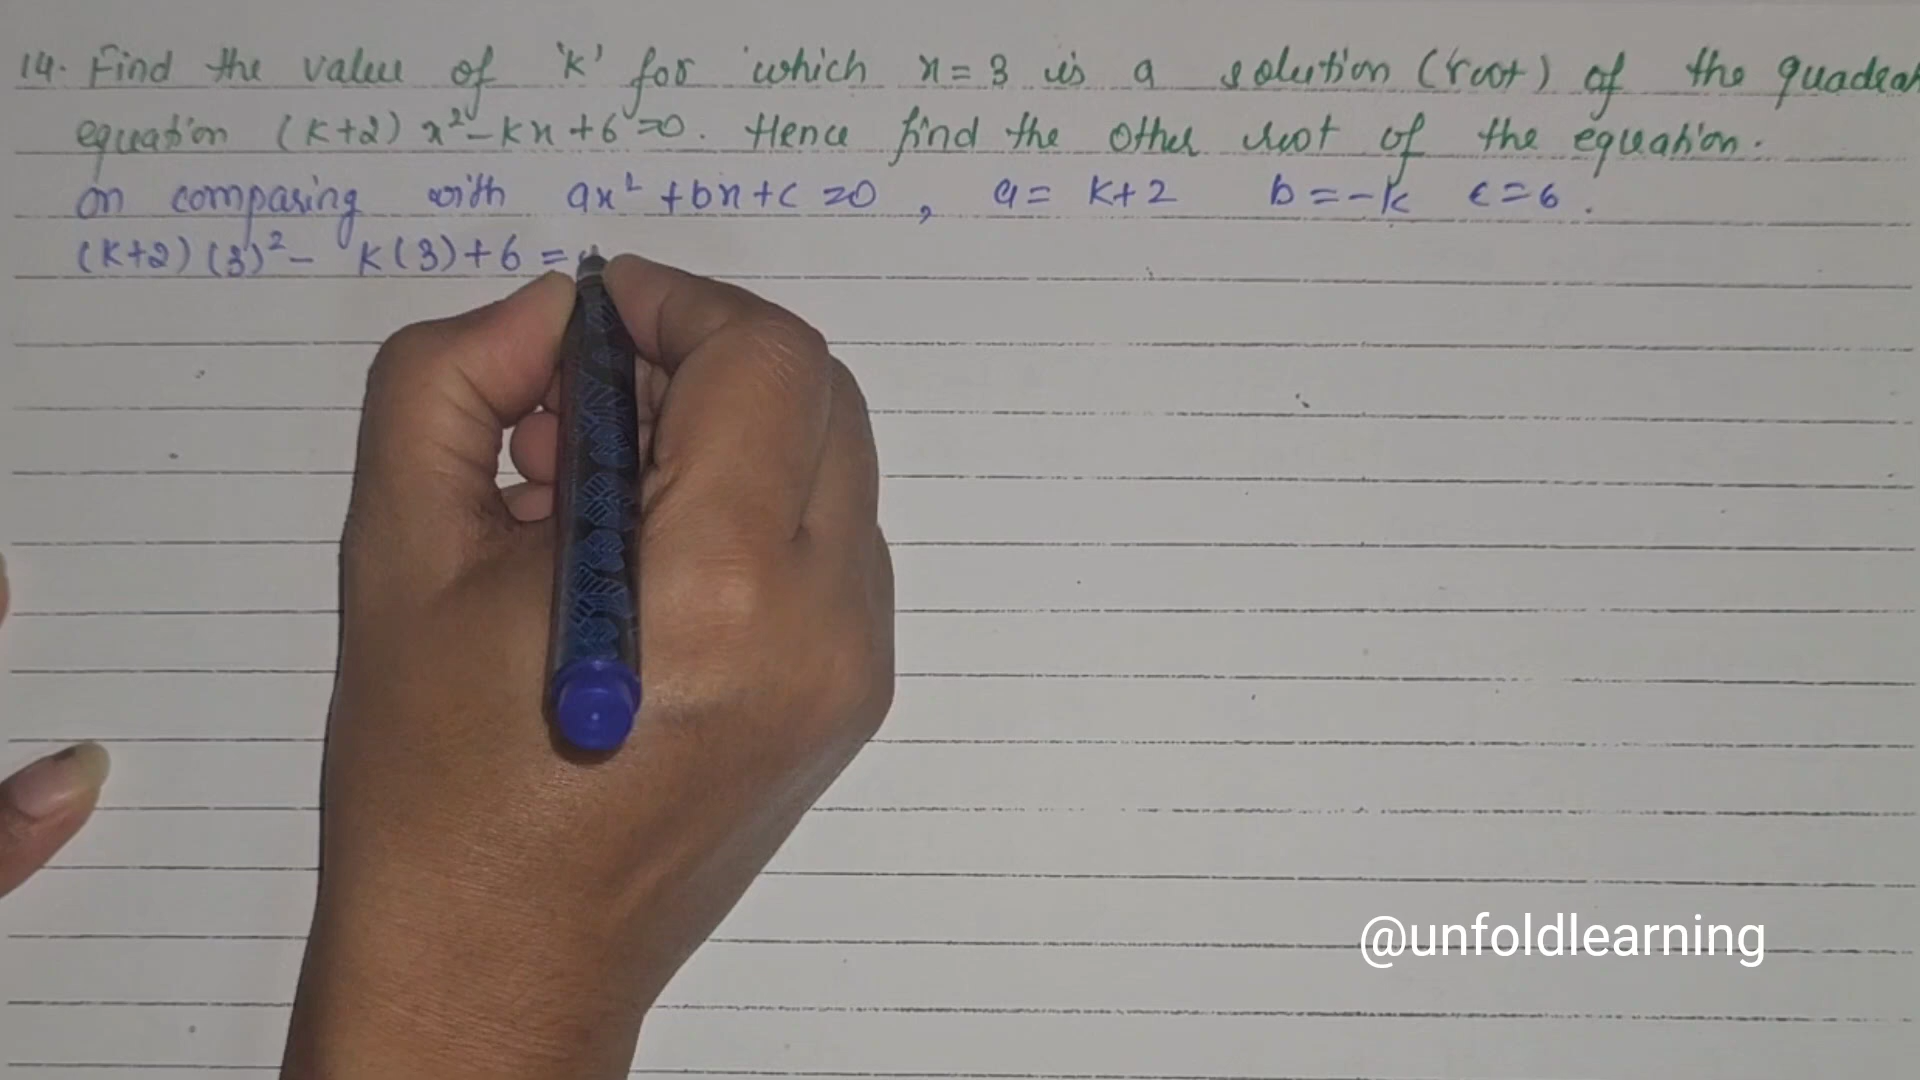 14. Find the value of 'k' for which x = 3 is a solution (root) of the quadrat
equation (k+2) x² - kx + 6 = 0. Hence find the other root of the equation.
on comparing with ax² + bx + c = 0 , a = k+2 b = -k c = 6 .
(k+2) (3)² - k(3) + 6 =
@unfoldlearning